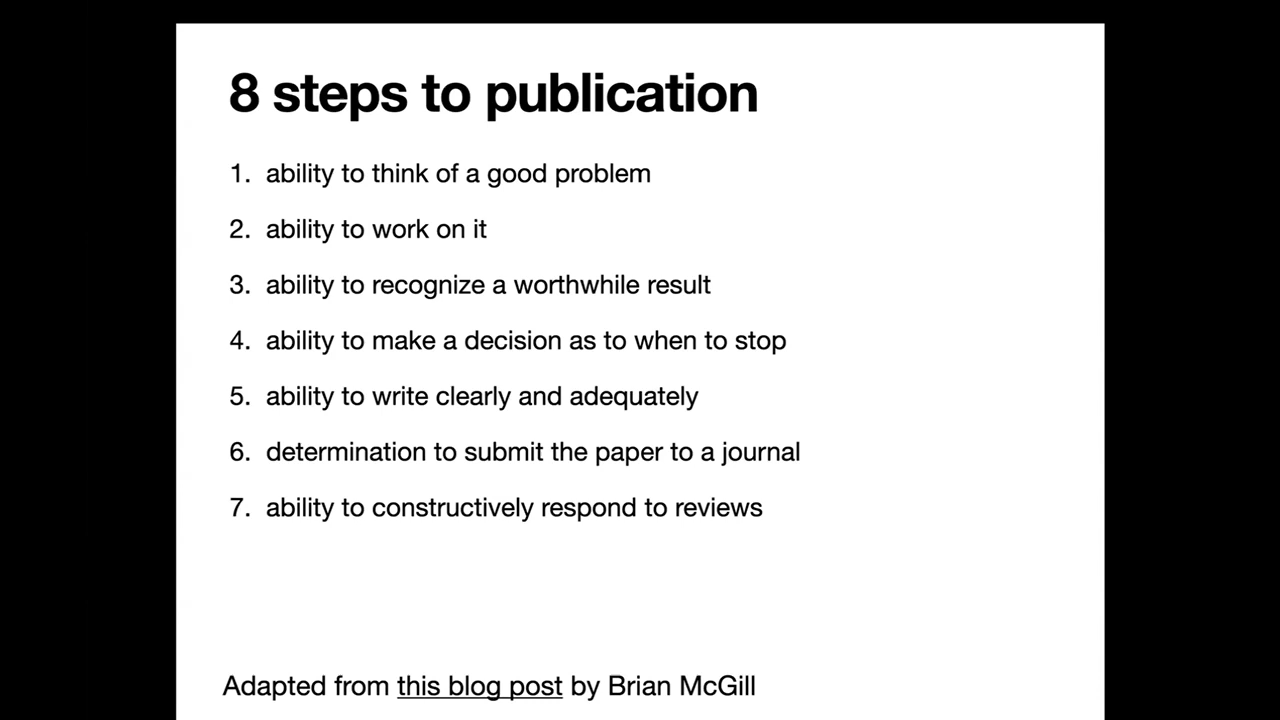 8 steps to publication
1. ability to think of a good problem
2. ability to work on it
3. ability to recognize a worthwhile result
4. ability to make a decision as to when to stop
5. ability to write clearly and adequately
6. determination to submit the paper to a journal
7. ability to constructively respond to reviews
Adapted from this blog post by Brian McGill